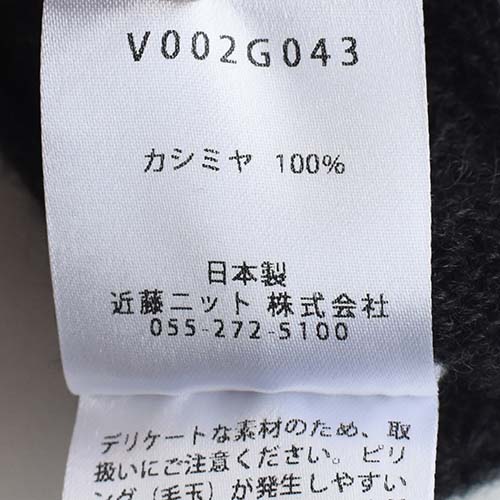 V002G043
カシミヤ 100%
日本製
近藤ニット 株式会社
055-272-5100
デリケートな素材のため、取
扱いにご注意ください。ピリ
ング（毛玉）が発生しやすい